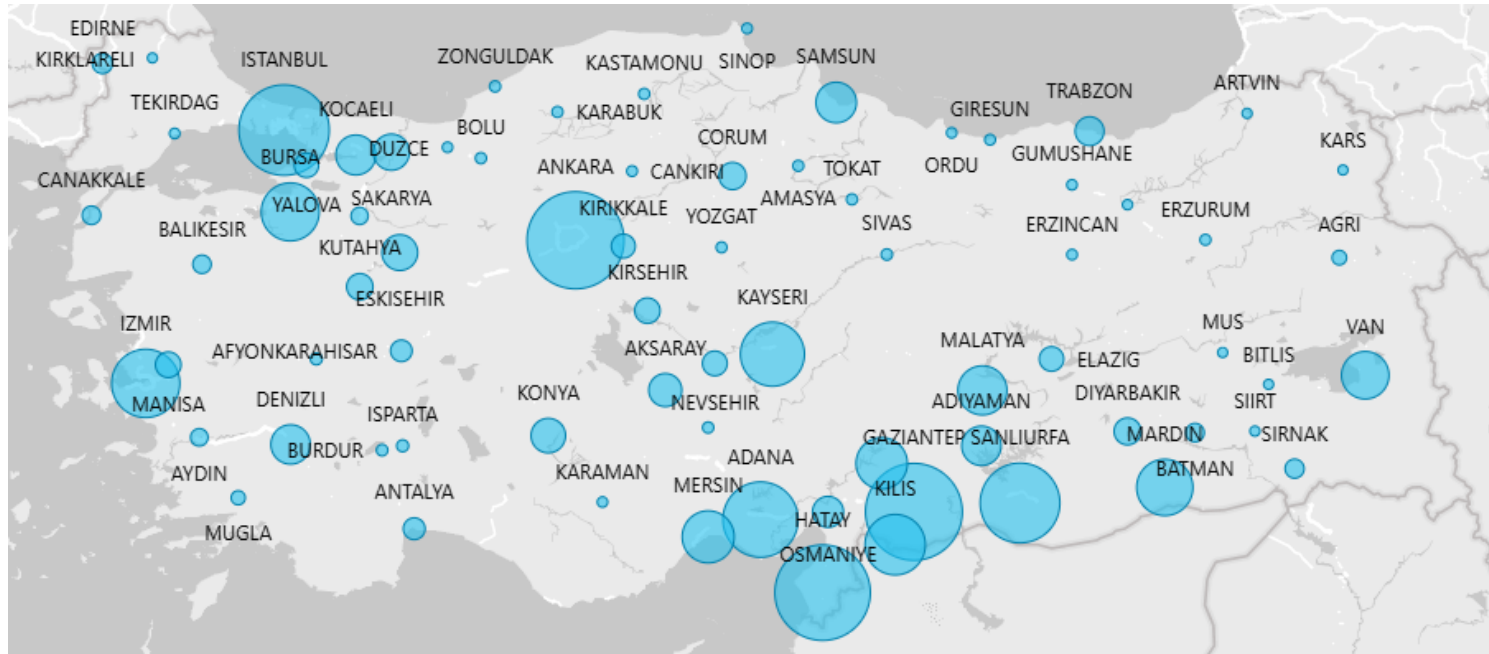 EDIRNE
KIRKLARELI
ISTANBUL
ZONGULDAK
KASTAMONU
SINOP
SAMSUN
TEKIRDAG
KOCAELI
KARABUK
GIRESUN
TRABZON
ARTVIN
BURSA
DUZCE
BOLU
CORUM
ORDU
GUMUSHANE
KARS
CANAKKALE
ANKARA
CANKIRI
TOKAT
AMASYA
YALOVA
SAKARYA
KIRIKKALE
YOZGAT
SIVAS
ERZINCAN
ERZURUM
AGRI
BALIKESIR
KUTAHYA
KIRSEHIR
ESKISEHIR
KAYSERI
IZMIR
AFYONKARAHISAR
AKSARAY
MALATYA
ELAZIG
MUS
BITLIS
VAN
MANISA
DENIZLI
ISPARTA
KONYA
NEVSEHIR
ADIYAMAN
DIYARBAKIR
SIIRT
BURDUR
GAZIANTEP
SANLIURFA
MARDIN
SIRNAK
AYDIN
ANTALYA
KARAMAN
MERSIN
ADANA
KILIS
BATMAN
MUGLA
HATAY
OSMANIYE